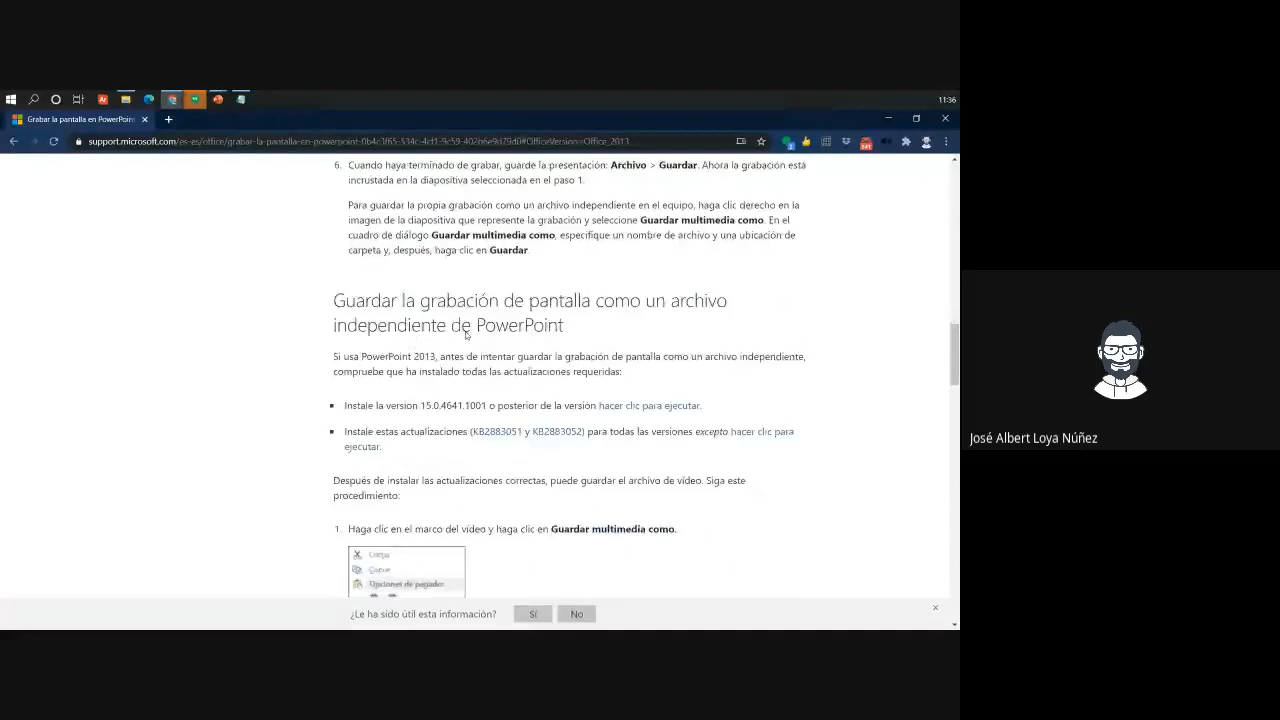 11:36
Grabar la pantalla en PowerPoint
support.microsoft.com/es-es/office/grabar-la-pantalla-en-powerpoint-0b4c3f65-534c-4cf1-9c59-402b6e9d79d0#OfficeVersion=Office_2013
6. Cuando haya terminado de grabar, guarde la presentación: Archivo > Guardar. Ahora la grabación está
incrustada en la diapositiva seleccionada en el paso 1.
Para guardar la propia grabación como un archivo independiente en el equipo, haga clic derecho en la
imagen de la diapositiva que represente la grabación y seleccione Guardar multimedia como. En el
cuadro de diálogo Guardar multimedia como, especifique un nombre de archivo y una ubicación de
carpeta y, después, haga clic en Guardar.
Guardar la grabación de pantalla como un archivo
independiente de PowerPoint
Si usa PowerPoint 2013, antes de intentar guardar la grabación de pantalla como un archivo independiente,
compruebe que ha instalado todas las actualizaciones requeridas:
Instale la version 15.0.4641.1001 o posterior de la versión hacer clic para ejecutar.
Instale estas actualizaciones (KB2883051 y KB2883052) para todas las versiones excepto hacer clic para
ejecutar.
Después de instalar las actualizaciones correctas, puede guardar el archivo de vídeo. Siga este
procedimiento:
1. Haga clic en el marco del vídeo y haga clic en Guardar multimedia como.
Cortar
Copiar
Opciones de pegado:
¿Le ha sido útil esta información?
Sí
No
José Albert Loya Núñez